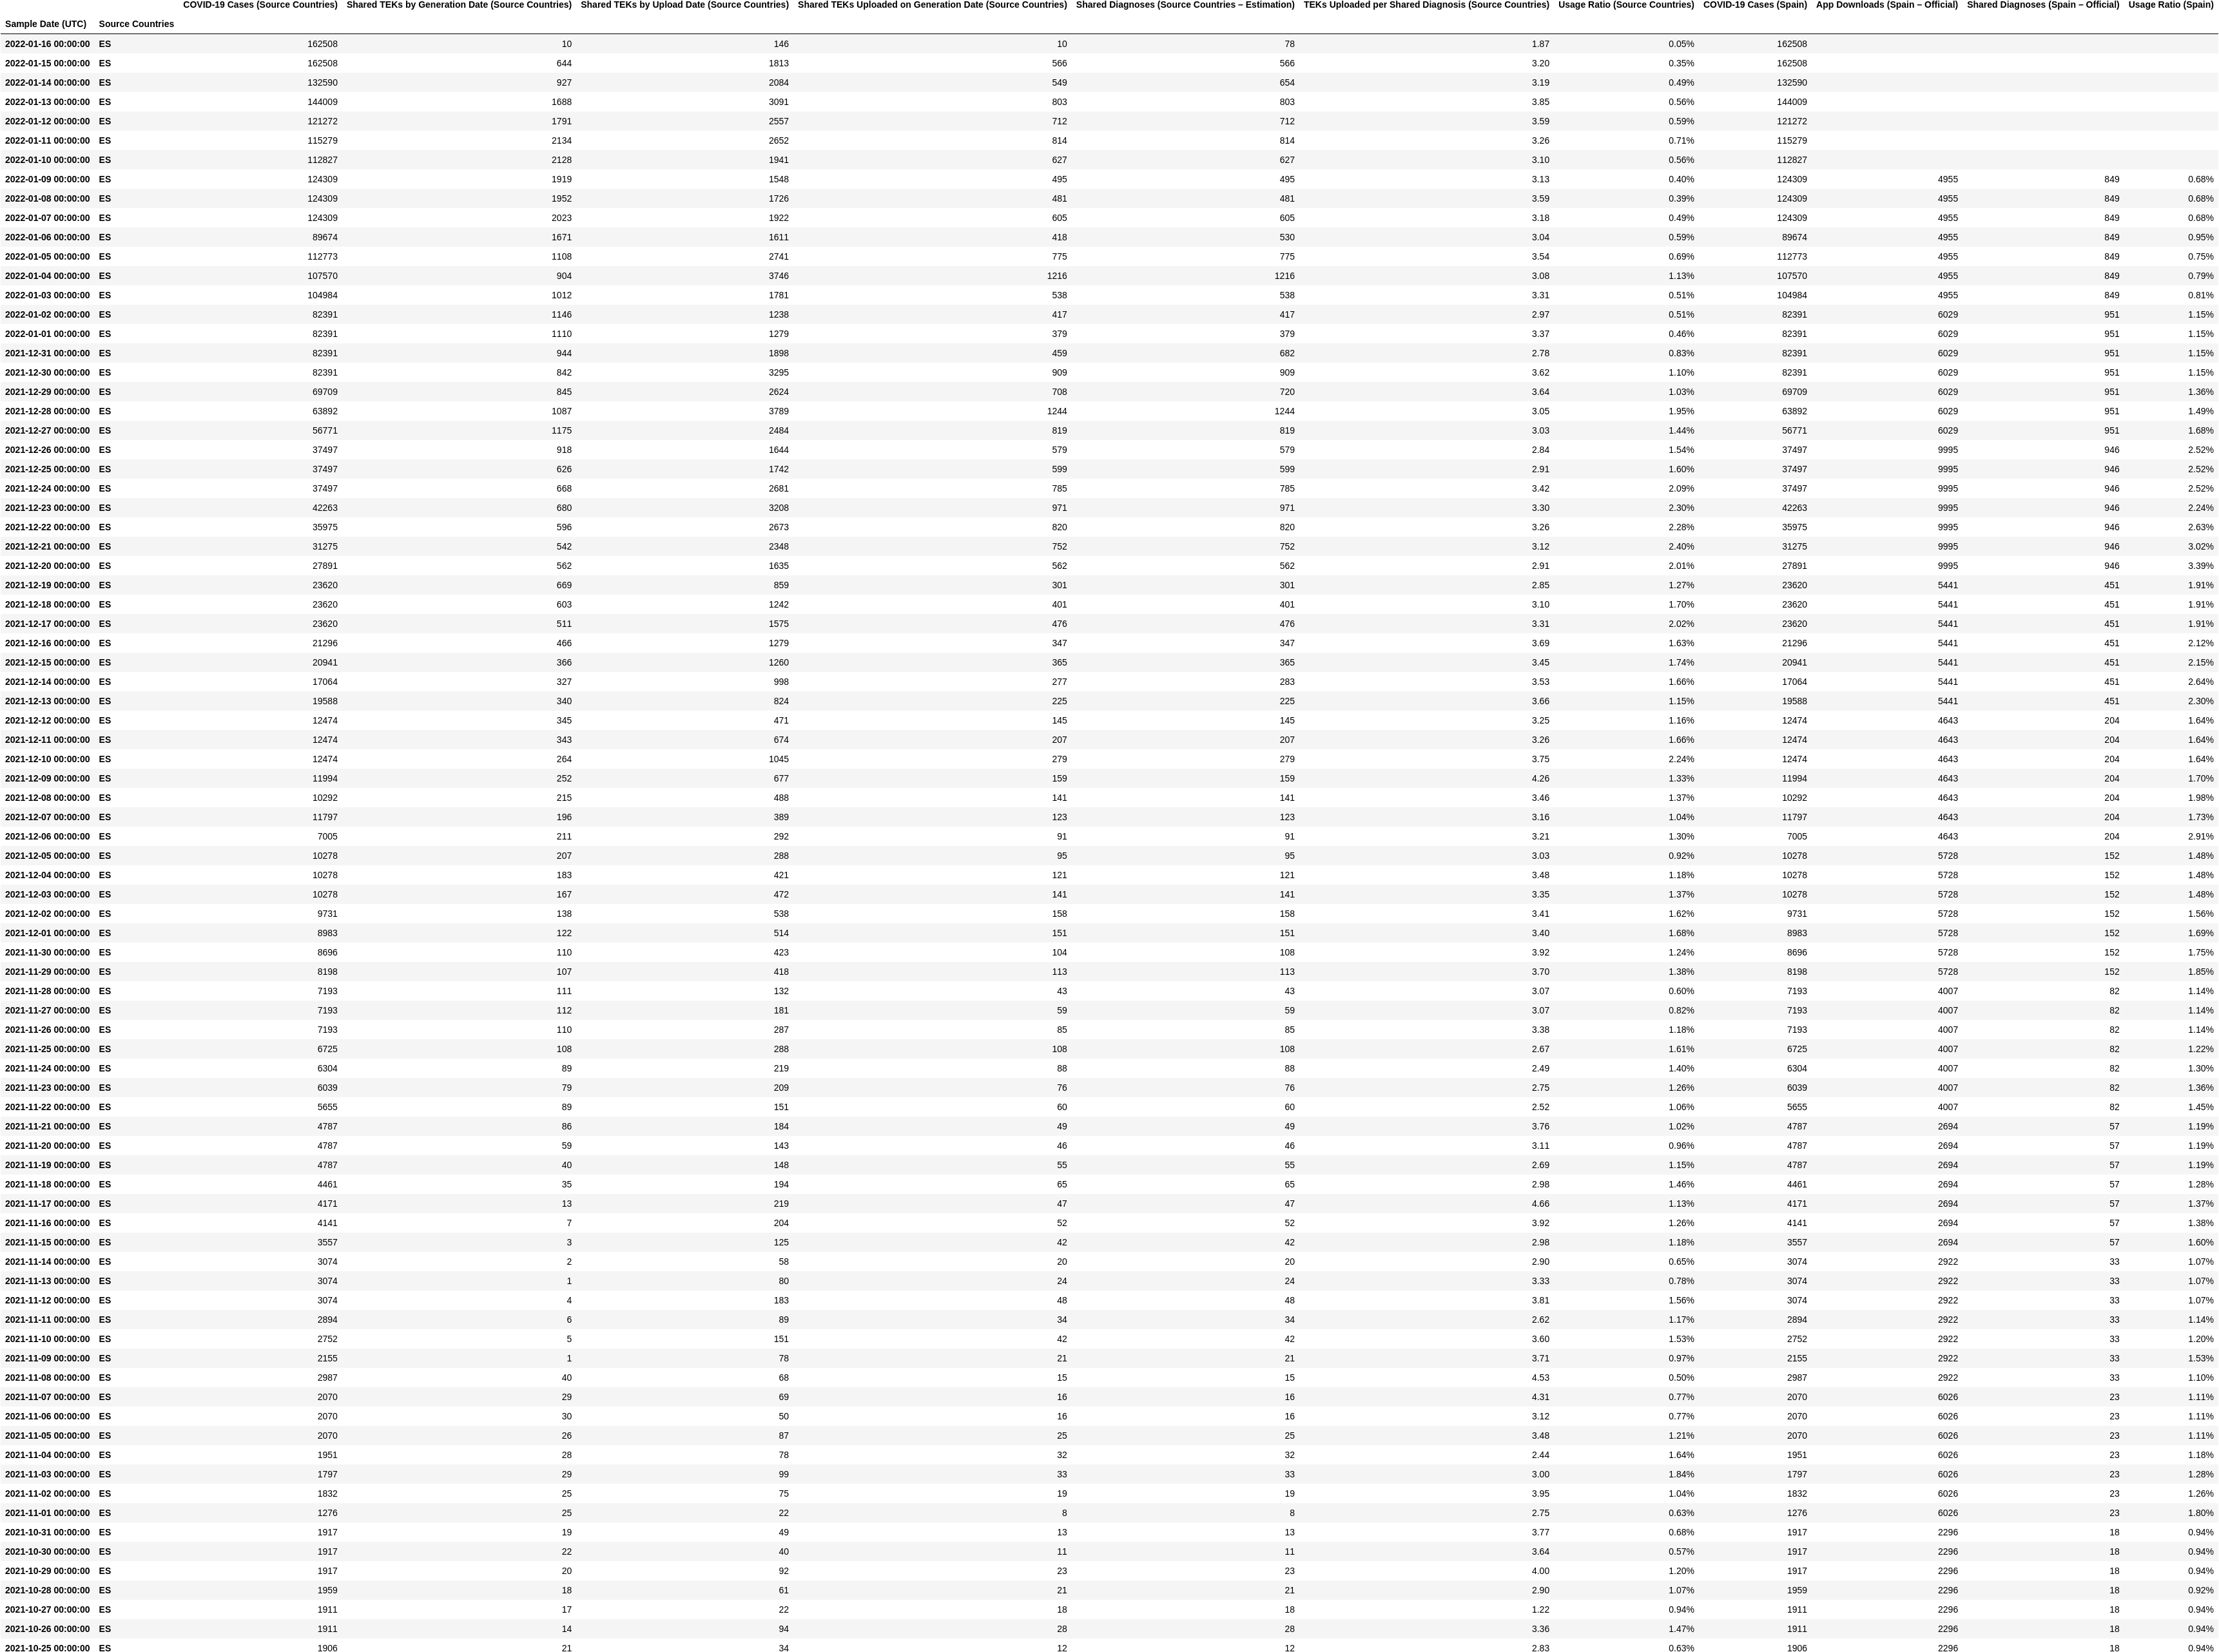 COVID-19 Cases (Source Countries) Shared TEKs by Generation Date (Source Countries) Shared TEKs by Upload Date (Source Countries) Shared TEKs Uploaded on Generation Date (Source Countries) Shared Diagnoses (Source Countries – Estimation) TEKs Uploaded per Shared Diagnosis (Source Countries) Usage Ratio (Source Countries) COVID-19 Cases (Spain) App Downloads (Spain – Official) Shared Diagnoses (Spain – Official) Usage Ratio (Spain)
Sample Date (UTC) Source Countries
2022-01-16 00:00:00 ES 162508 10 146 10 78 1.87 0.05% 162508
2022-01-15 00:00:00 ES 162508 644 1813 566 566 3.20 0.35% 162508
2022-01-14 00:00:00 ES 132590 927 2084 549 654 3.19 0.49% 132590
2022-01-13 00:00:00 ES 144009 1688 3091 803 803 3.85 0.56% 144009
2022-01-12 00:00:00 ES 121272 1791 2557 712 712 3.59 0.59% 121272
2022-01-11 00:00:00 ES 115279 2134 2652 814 814 3.26 0.71% 115279
2022-01-10 00:00:00 ES 112827 2128 1941 627 627 3.10 0.56% 112827
2022-01-09 00:00:00 ES 124309 1919 1548 495 495 3.13 0.40% 124309 4955 849 0.68%
2022-01-08 00:00:00 ES 124309 1952 1726 481 481 3.59 0.39% 124309 4955 849 0.68%
2022-01-07 00:00:00 ES 124309 2023 1922 605 605 3.18 0.49% 124309 4955 849 0.68%
2022-01-06 00:00:00 ES 89674 1671 1611 418 530 3.04 0.59% 89674 4955 849 0.95%
2022-01-05 00:00:00 ES 112773 1108 2741 775 775 3.54 0.69% 112773 4955 849 0.75%
2022-01-04 00:00:00 ES 107570 904 3746 1216 1216 3.08 1.13% 107570 4955 849 0.79%
2022-01-03 00:00:00 ES 104984 1012 1781 538 538 3.31 0.51% 104984 4955 849 0.81%
2022-01-02 00:00:00 ES 82391 1146 1238 417 417 2.97 0.51% 82391 6029 951 1.15%
2022-01-01 00:00:00 ES 82391 1110 1279 379 379 3.37 0.46% 82391 6029 951 1.15%
2021-12-31 00:00:00 ES 82391 944 1898 459 682 2.78 0.83% 82391 6029 951 1.15%
2021-12-30 00:00:00 ES 82391 842 3295 909 909 3.62 1.10% 82391 6029 951 1.15%
2021-12-29 00:00:00 ES 69709 845 2624 708 720 3.64 1.03% 69709 6029 951 1.36%
2021-12-28 00:00:00 ES 63892 1087 3789 1244 1244 3.05 1.95% 63892 6029 951 1.49%
2021-12-27 00:00:00 ES 56771 1175 2484 819 819 3.03 1.44% 56771 6029 951 1.68%
2021-12-26 00:00:00 ES 37497 918 1644 579 579 2.84 1.54% 37497 9995 946 2.52%
2021-12-25 00:00:00 ES 37497 626 1742 599 599 2.91 1.60% 37497 9995 946 2.52%
2021-12-24 00:00:00 ES 37497 668 2681 785 785 3.42 2.09% 37497 9995 946 2.52%
2021-12-23 00:00:00 ES 42263 680 3208 971 971 3.30 2.30% 42263 9995 946 2.24%
2021-12-22 00:00:00 ES 35975 596 2673 820 820 3.26 2.28% 35975 9995 946 2.63%
2021-12-21 00:00:00 ES 31275 542 2348 752 752 3.12 2.40% 31275 9995 946 3.02%
2021-12-20 00:00:00 ES 27891 562 1635 562 562 2.91 2.01% 27891 9995 946 3.39%
2021-12-19 00:00:00 ES 23620 669 859 301 301 2.85 1.27% 23620 5441 451 1.91%
2021-12-18 00:00:00 ES 23620 603 1242 401 401 3.10 1.70% 23620 5441 451 1.91%
2021-12-17 00:00:00 ES 23620 511 1575 476 476 3.31 2.02% 23620 5441 451 1.91%
2021-12-16 00:00:00 ES 21296 466 1279 347 347 3.69 1.63% 21296 5441 451 2.12%
2021-12-15 00:00:00 ES 20941 366 1260 365 365 3.45 1.74% 20941 5441 451 2.15%
2021-12-14 00:00:00 ES 17064 327 998 277 283 3.53 1.66% 17064 5441 451 2.64%
2021-12-13 00:00:00 ES 19588 340 824 225 225 3.66 1.15% 19588 5441 451 2.30%
2021-12-12 00:00:00 ES 12474 345 471 145 145 3.25 1.16% 12474 4643 204 1.64%
2021-12-11 00:00:00 ES 12474 343 674 207 207 3.26 1.66% 12474 4643 204 1.64%
2021-12-10 00:00:00 ES 12474 264 1045 279 279 3.75 2.24% 12474 4643 204 1.64%
2021-12-09 00:00:00 ES 11994 252 677 159 159 4.26 1.33% 11994 4643 204 1.70%
2021-12-08 00:00:00 ES 10292 215 488 141 141 3.46 1.37% 10292 4643 204 1.98%
2021-12-07 00:00:00 ES 11797 196 389 123 123 3.16 1.04% 11797 4643 204 1.73%
2021-12-06 00:00:00 ES 7005 211 292 91 91 3.21 1.30% 7005 4643 204 2.91%
2021-12-05 00:00:00 ES 10278 207 288 95 95 3.03 0.92% 10278 5728 152 1.48%
2021-12-04 00:00:00 ES 10278 183 421 121 121 3.48 1.18% 10278 5728 152 1.48%
2021-12-03 00:00:00 ES 10278 167 472 141 141 3.35 1.37% 10278 5728 152 1.48%
2021-12-02 00:00:00 ES 9731 138 538 158 158 3.41 1.62% 9731 5728 152 1.56%
2021-12-01 00:00:00 ES 8983 122 514 151 151 3.40 1.68% 8983 5728 152 1.69%
2021-11-30 00:00:00 ES 8696 110 423 104 108 3.92 1.24% 8696 5728 152 1.75%
2021-11-29 00:00:00 ES 8198 107 418 113 113 3.70 1.38% 8198 5728 152 1.85%
2021-11-28 00:00:00 ES 7193 111 132 43 43 3.07 0.60% 7193 4007 82 1.14%
2021-11-27 00:00:00 ES 7193 112 181 59 59 3.07 0.82% 7193 4007 82 1.14%
2021-11-26 00:00:00 ES 7193 110 287 85 85 3.38 1.18% 7193 4007 82 1.14%
2021-11-25 00:00:00 ES 6725 108 288 108 108 2.67 1.61% 6725 4007 82 1.22%
2021-11-24 00:00:00 ES 6304 89 219 88 88 2.49 1.40% 6304 4007 82 1.30%
2021-11-23 00:00:00 ES 6039 79 209 76 76 2.75 1.26% 6039 4007 82 1.36%
2021-11-22 00:00:00 ES 5655 89 151 60 60 2.52 1.06% 5655 4007 82 1.45%
2021-11-21 00:00:00 ES 4787 86 184 49 49 3.76 1.02% 4787 2694 57 1.19%
2021-11-20 00:00:00 ES 4787 59 143 46 46 3.11 0.96% 4787 2694 57 1.19%
2021-11-19 00:00:00 ES 4787 40 148 55 55 2.69 1.15% 4787 2694 57 1.19%
2021-11-18 00:00:00 ES 4461 35 194 65 65 2.98 1.46% 4461 2694 57 1.28%
2021-11-17 00:00:00 ES 4171 13 219 47 47 4.66 1.13% 4171 2694 57 1.37%
2021-11-16 00:00:00 ES 4141 7 204 52 52 3.92 1.26% 4141 2694 57 1.38%
2021-11-15 00:00:00 ES 3557 3 125 42 42 2.98 1.18% 3557 2694 57 1.60%
2021-11-14 00:00:00 ES 3074 2 58 20 20 2.90 0.65% 3074 2922 33 1.07%
2021-11-13 00:00:00 ES 3074 1 80 24 24 3.33 0.78% 3074 2922 33 1.07%
2021-11-12 00:00:00 ES 3074 4 183 48 48 3.81 1.56% 3074 2922 33 1.07%
2021-11-11 00:00:00 ES 2894 6 89 34 34 2.62 1.17% 2894 2922 33 1.14%
2021-11-10 00:00:00 ES 2752 5 151 42 42 3.60 1.53% 2752 2922 33 1.20%
2021-11-09 00:00:00 ES 2155 1 78 21 21 3.71 0.97% 2155 2922 33 1.53%
2021-11-08 00:00:00 ES 2987 40 68 15 15 4.53 0.50% 2987 2922 33 1.10%
2021-11-07 00:00:00 ES 2070 29 69 16 16 4.31 0.77% 2070 6026 23 1.11%
2021-11-06 00:00:00 ES 2070 30 50 16 16 3.12 0.77% 2070 6026 23 1.11%
2021-11-05 00:00:00 ES 2070 26 87 25 25 3.48 1.21% 2070 6026 23 1.11%
2021-11-04 00:00:00 ES 1951 28 78 32 32 2.44 1.64% 1951 6026 23 1.18%
2021-11-03 00:00:00 ES 1797 29 99 33 33 3.00 1.84% 1797 6026 23 1.28%
2021-11-02 00:00:00 ES 1832 25 75 19 19 3.95 1.04% 1832 6026 23 1.26%
2021-11-01 00:00:00 ES 1276 25 22 8 8 2.75 0.63% 1276 6026 23 1.80%
2021-10-31 00:00:00 ES 1917 19 49 13 13 3.77 0.68% 1917 2296 18 0.94%
2021-10-30 00:00:00 ES 1917 22 40 11 11 3.64 0.57% 1917 2296 18 0.94%
2021-10-29 00:00:00 ES 1917 20 92 23 23 4.00 1.20% 1917 2296 18 0.94%
2021-10-28 00:00:00 ES 1959 18 61 21 21 2.90 1.07% 1959 2296 18 0.92%
2021-10-27 00:00:00 ES 1911 17 22 18 18 1.22 0.94% 1911 2296 18 0.94%
2021-10-26 00:00:00 ES 1911 14 94 28 28 3.36 1.47% 1911 2296 18 0.94%
2021-10-25 00:00:00 ES 1906 21 34 12 12 2.83 0.63% 1906 2296 18 0.94%